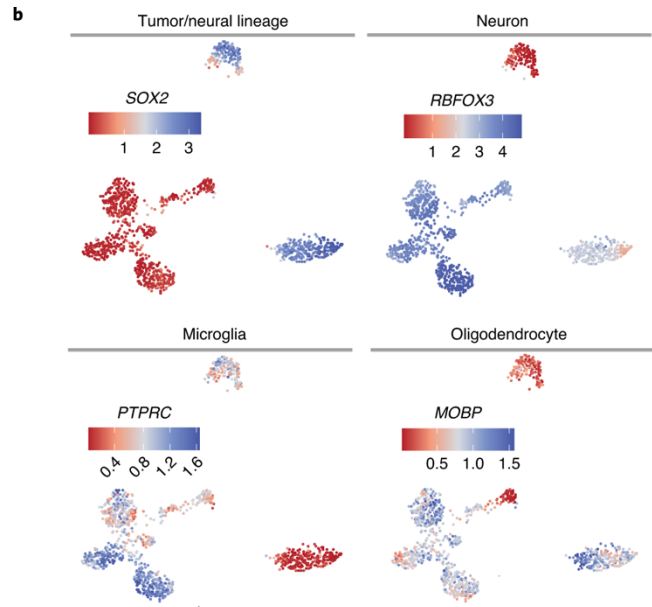 b
Tumor/neural lineage
SOX2
1 2 3
Neuron
RBFOX3
1 2 3 4
Microglia
PTPRC
0.4 0.8 1.2 1.6
Oligodendrocyte
MOBP
0.5 1.0 1.5